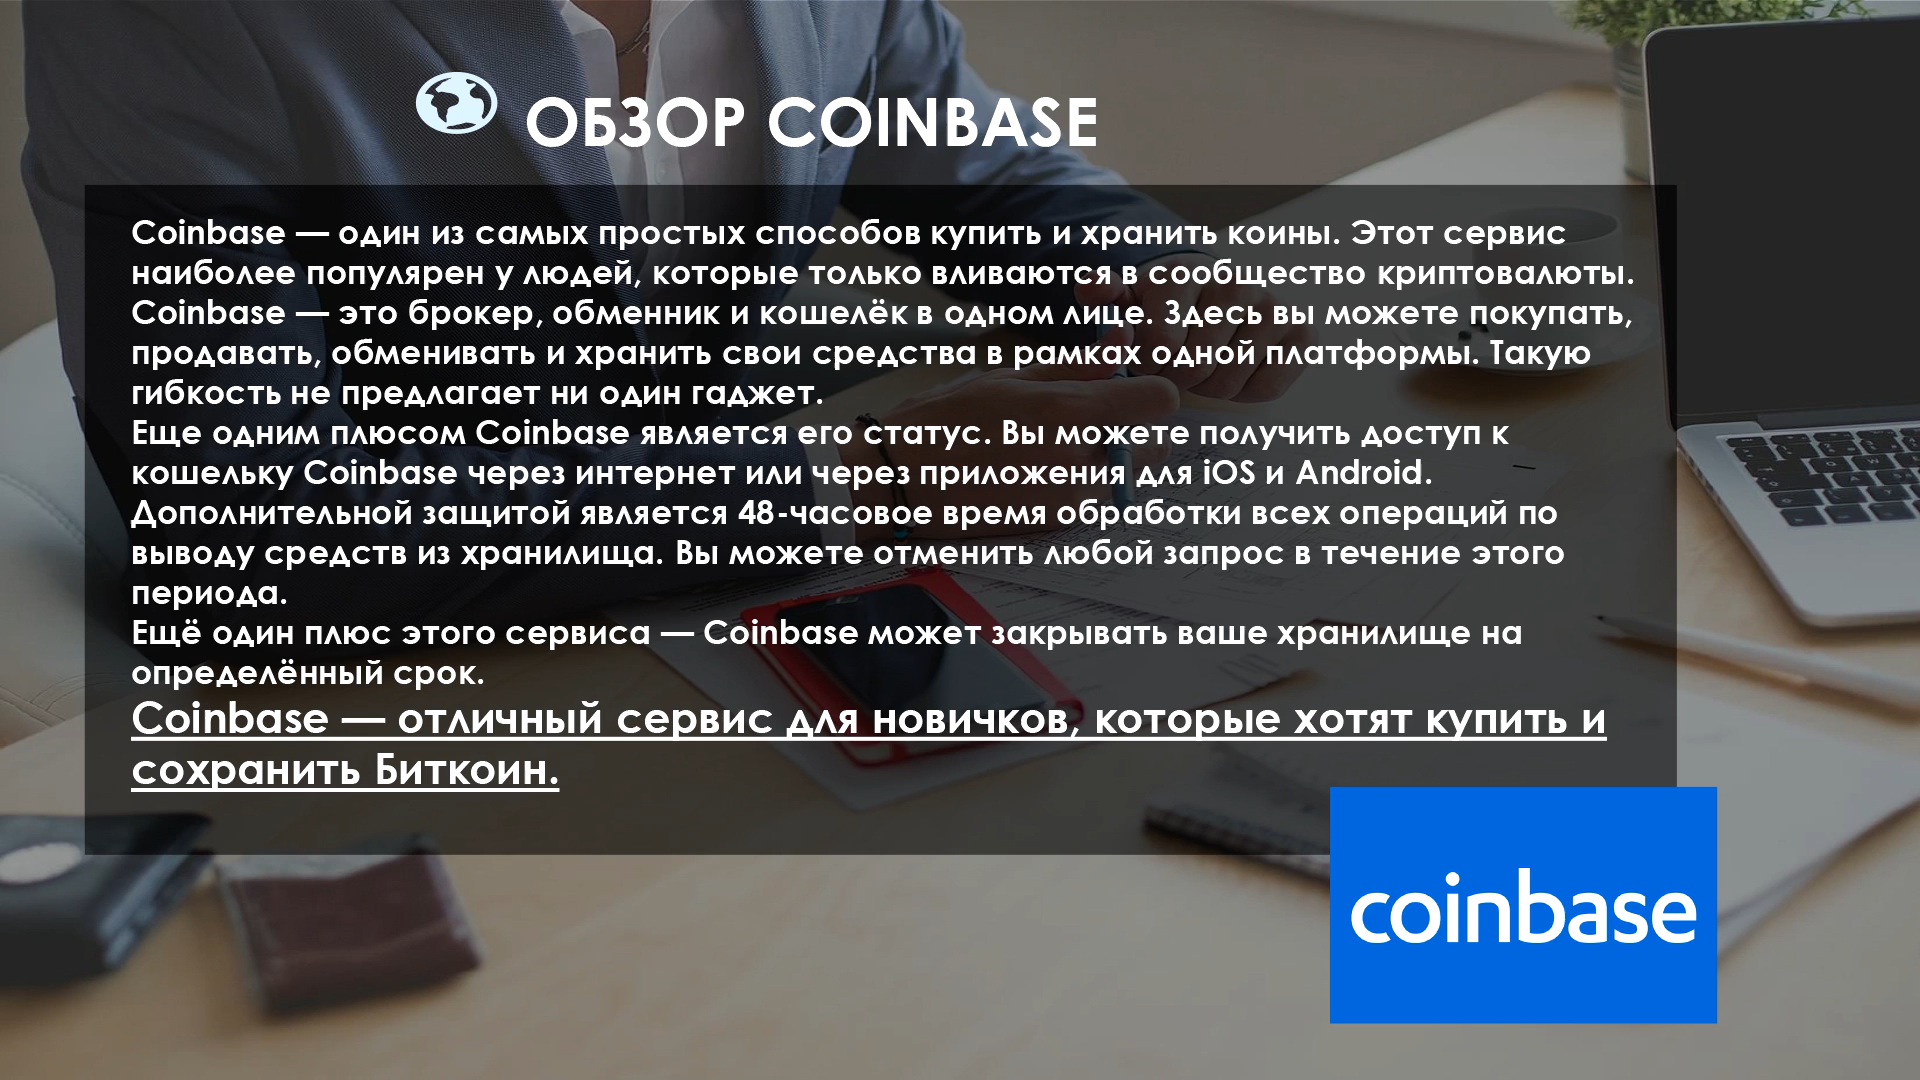 ОБЗОР COINBASE
Coinbase — один из самых простых способов купить и хранить коины. Этот сервис
наиболее популярен у людей, которые только вливаются в сообщество криптовалюты.
Coinbase — это брокер, обменник и кошелёк в одном лице. Здесь вы можете покупать,
продавать, обменивать и хранить свои средства в рамках одной платформы. Такую
гибкость не предлагает ни один гаджет.
Еще одним плюсом Coinbase является его статус. Вы можете получить доступ к
кошельку Coinbase через интернет или через приложения для iOS и Android.
Дополнительной защитой является 48-часовое время обработки всех операций по
выводу средств из хранилища. Вы можете отменить любой запрос в течение этого
периода.
Ещё один плюс этого сервиса — Coinbase может закрывать ваше хранилище на
определённый срок.
Coinbase — отличный сервис для новичков, которые хотят купить и
сохранить Биткоин.
coinbase